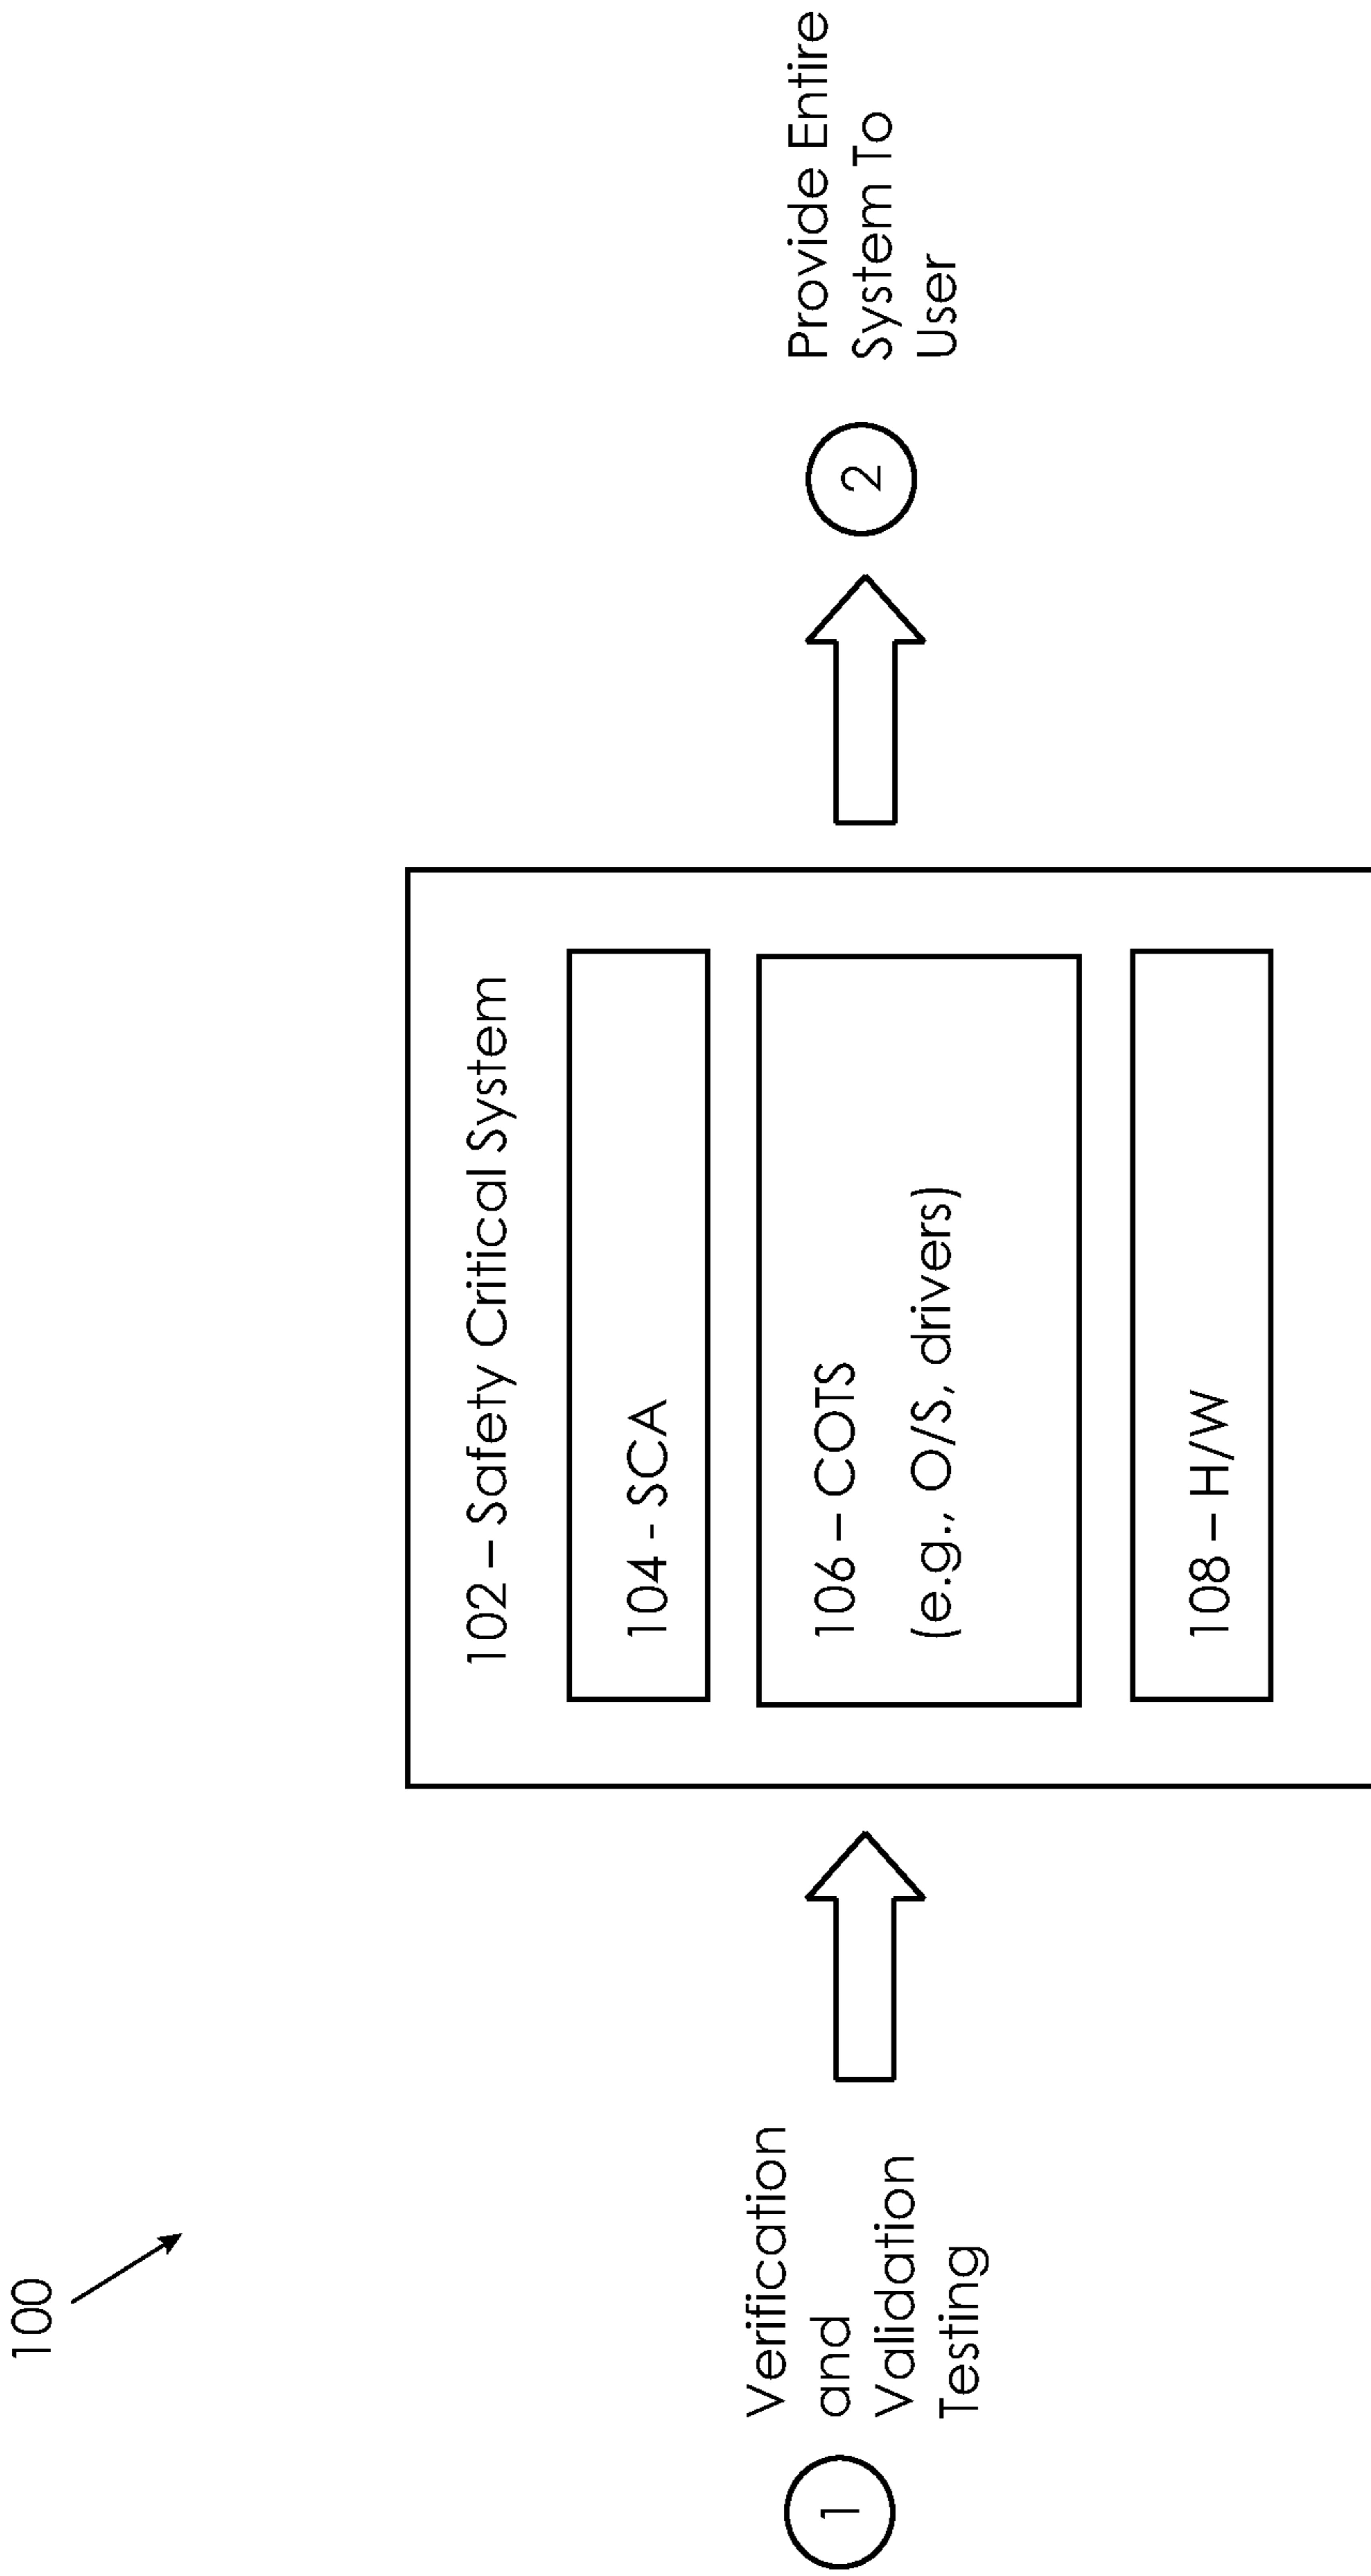 100
1
Verification
and
Validation
Testing
102 – Safety Critical System
104 - SCA
106 – COTS
(e.g., O/S, drivers)
108 – H/W
2
Provide Entire
System To
User